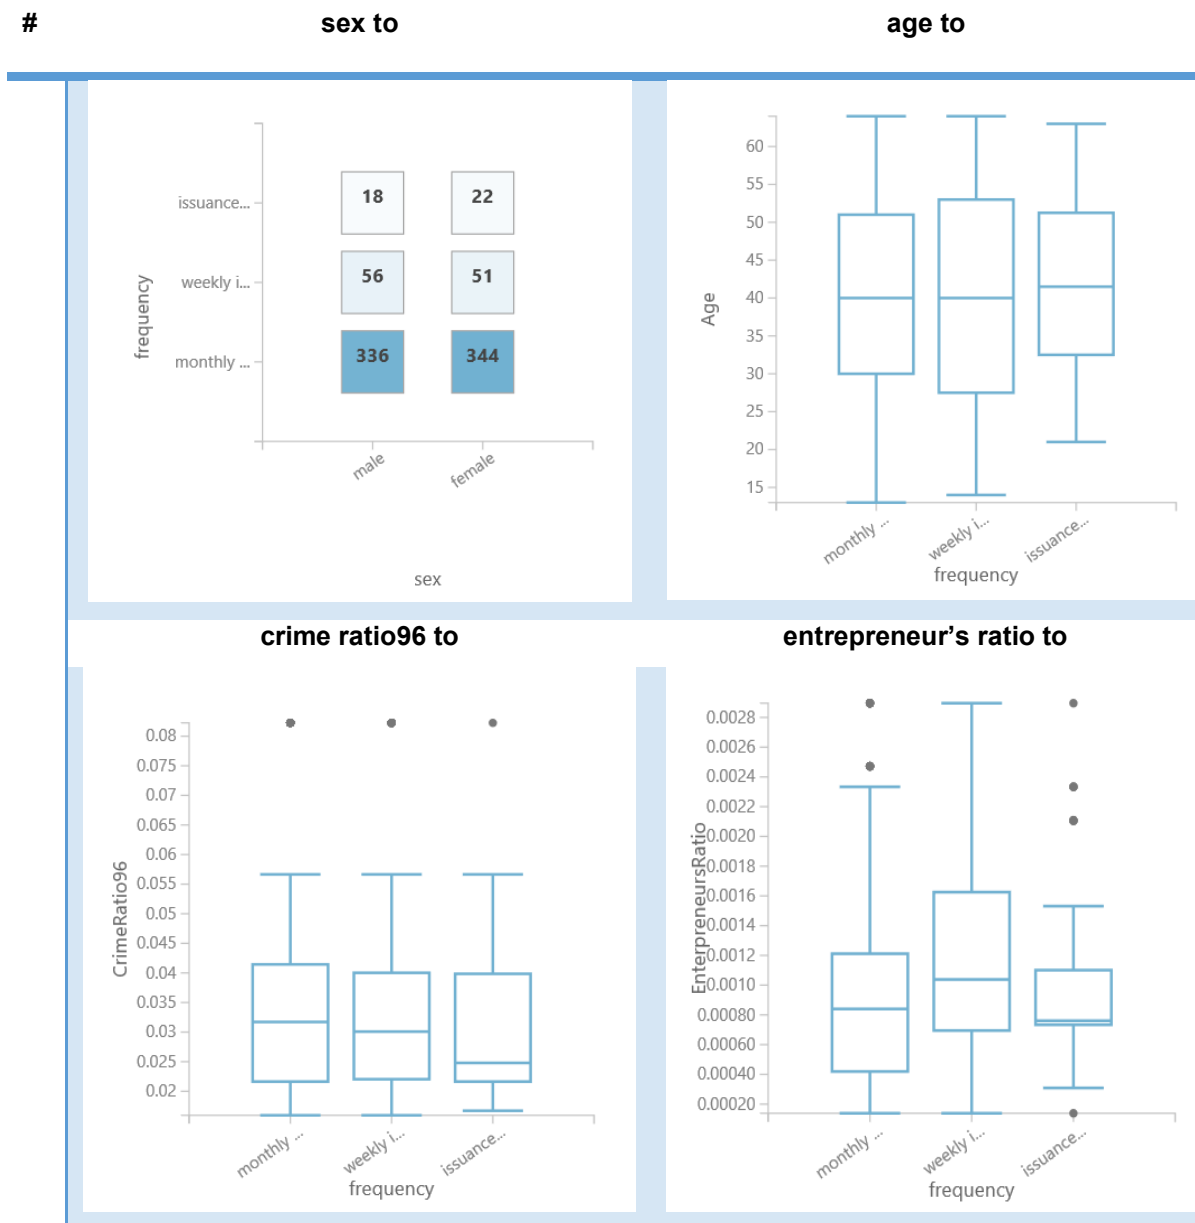 # sex to age to
issuance... 18 22
weekly i... 56 51
monthly ... 336 344
frequency
male female
sex
60
55
50
45
40
35
30
25
20
15
Age
monthly ... weekly i... issuance...
frequency
crime ratio96 to entrepreneur’s ratio to
0.08
0.075
0.07
0.065
0.06
0.055
0.05
0.045
0.04
0.035
0.03
0.025
0.02
CrimeRatio96
monthly ... weekly i... issuance...
frequency
0.0028
0.0026
0.0024
0.0022
0.0020
0.0018
0.0016
0.0014
0.0012
0.0010
0.00080
0.00060
0.00040
0.00020
EnterpreneursRatio
monthly ... weekly i... issuance...
frequency